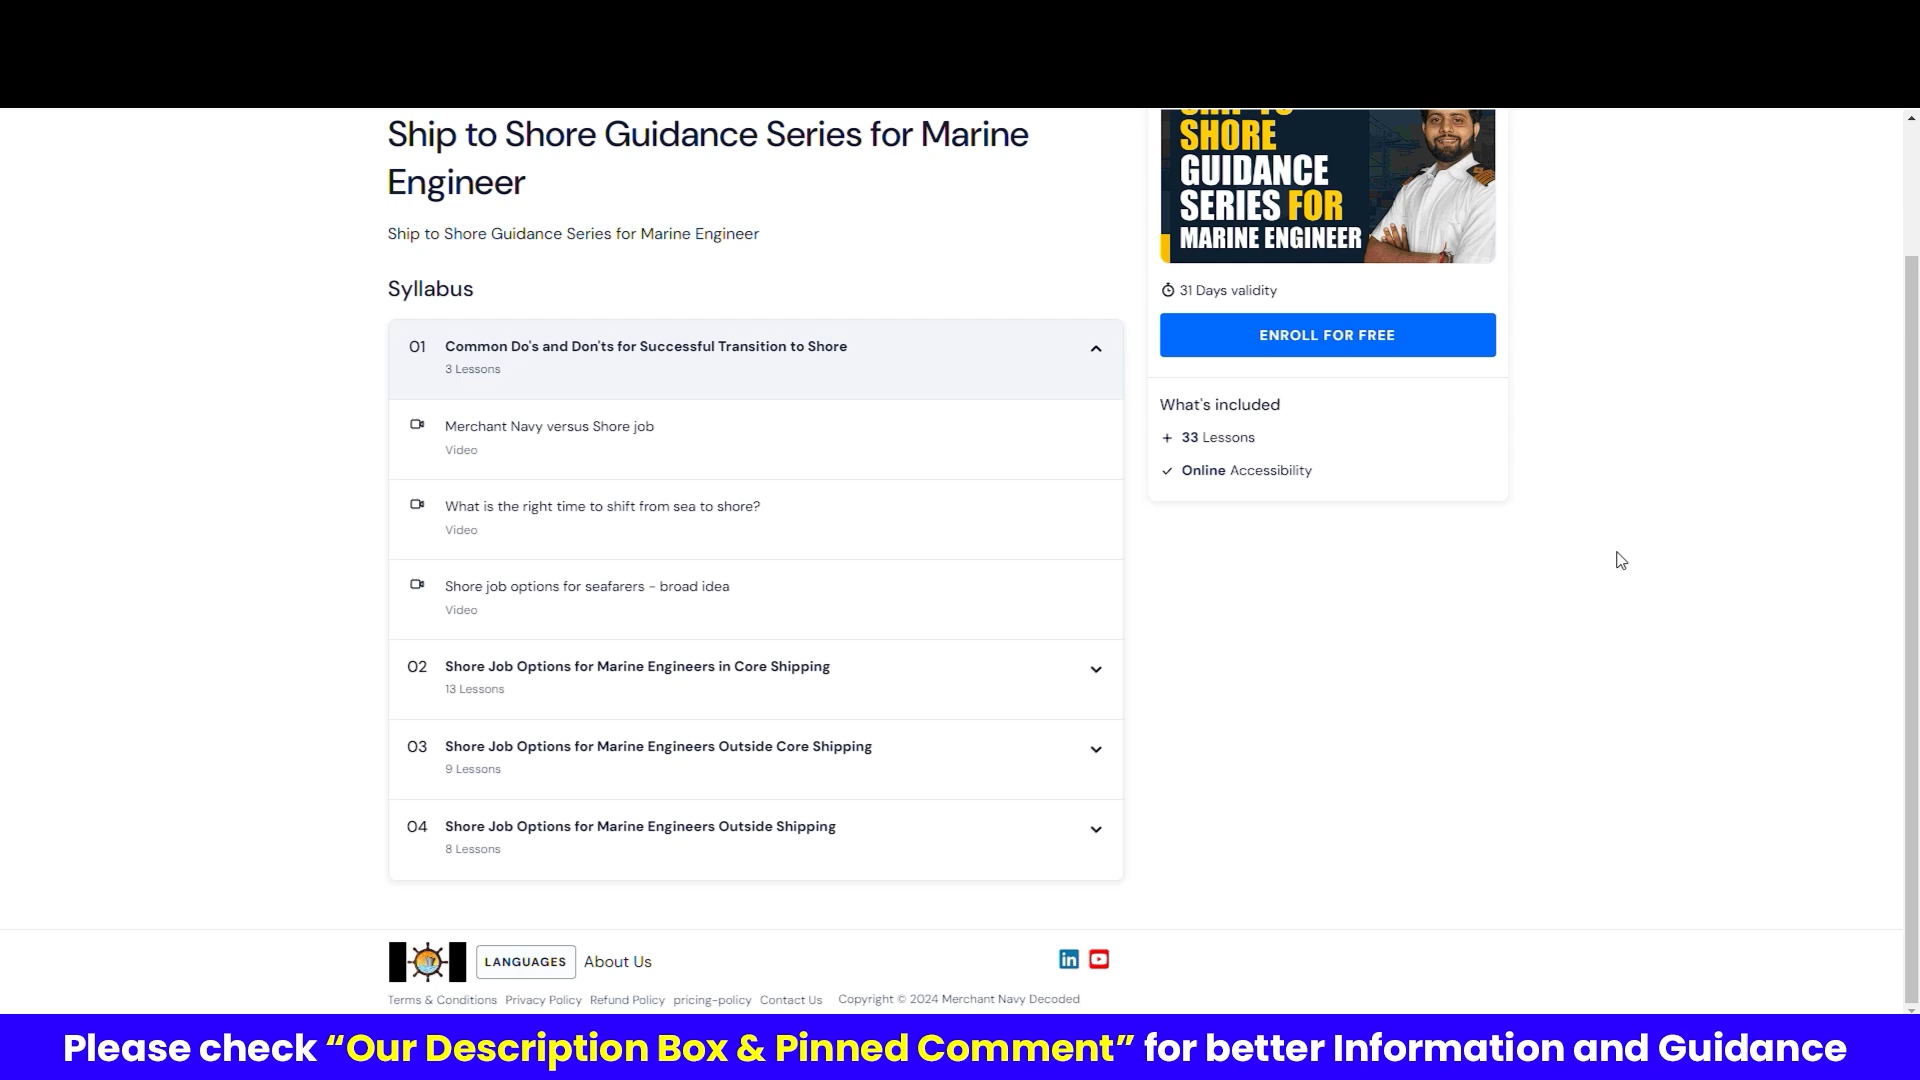 Ship to Shore Guidance Series for Marine
Engineer
Ship to Shore Guidance Series for Marine Engineer
Syllabus
01 Common Do's and Don'ts for Successful Transition to Shore
3 Lessons
Merchant Navy versus Shore job
Video
What is the right time to shift from sea to shore?
Video
Shore job options for seafarers - broad idea
Video
02 Shore Job Options for Marine Engineers in Core Shipping
13 Lessons
03 Shore Job Options for Marine Engineers Outside Core Shipping
9 Lessons
04 Shore Job Options for Marine Engineers Outside Shipping
8 Lessons
SHORE
GUIDANCE
SERIES FOR
MARINE ENGINEER
31 Days validity
ENROLL FOR FREE
What's included
+ 33 Lessons
Online Accessibility
LANGUAGES About Us
in
Terms & Conditions Privacy Policy Refund Policy pricing-policy Contact Us Copyright © 2024 Merchant Navy Decoded
Please check “Our Description Box & Pinned Comment” for better Information and Guidance